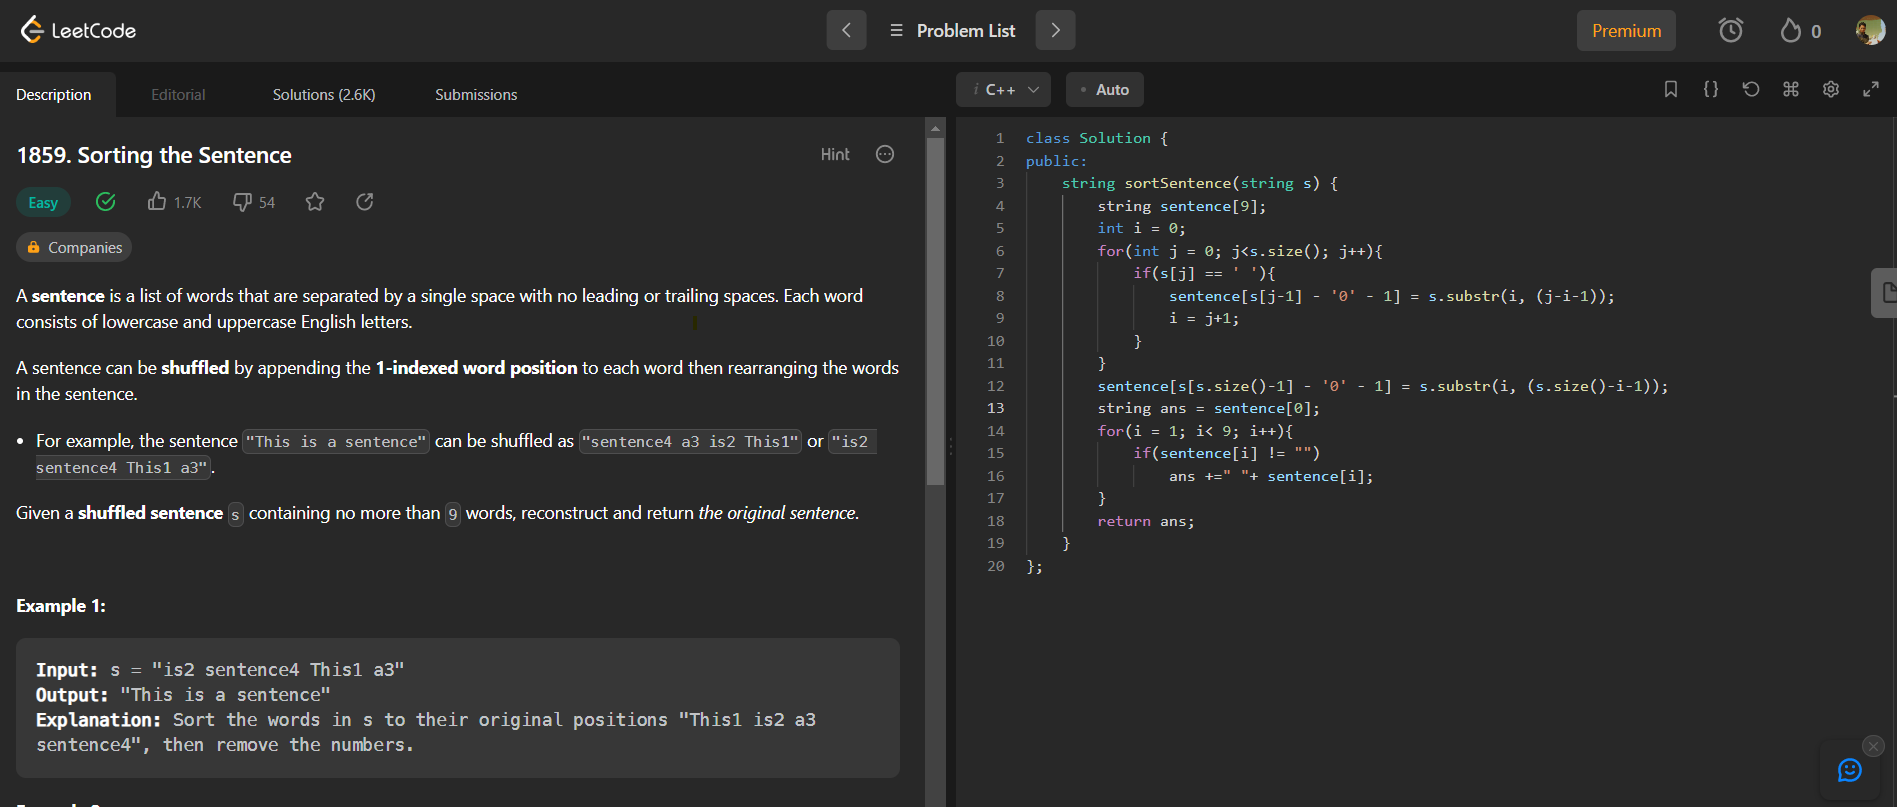 LeetCode
Problem List
Premium
0
Description
Editorial
Solutions (2.6K)
Submissions
1859. Sorting the Sentence
Hint
Easy
1.7K
54
Companies
A sentence is a list of words that are separated by a single space with no leading or trailing spaces. Each word
consists of lowercase and uppercase English letters.
A sentence can be shuffled by appending the 1-indexed word position to each word then rearranging the words
in the sentence.
• For example, the sentence "This is a sentence" can be shuffled as "sentence4 a3 is2 This1" or "is2
sentence4 This1 a3".
Given a shuffled sentence s containing no more than 9 words, reconstruct and return the original sentence.
Example 1:
Input: s = "is2 sentence4 This1 a3"
Output: "This is a sentence"
Explanation: Sort the words in s to their original positions "This1 is2 a3
sentence4", then remove the numbers.
i C++
• Auto
1 class Solution {
2 public:
3     string sortSentence(string s) {
4         string sentence[9];
5         int i = 0;
6         for(int j = 0; j<s.size(); j++){
7             if(s[j] == ' '){
8                 sentence[s[j-1] - '0' - 1] = s.substr(i, (j-i-1));
9                 i = j+1;
10             }
11         }
12         sentence[s[s.size()-1] - '0' - 1] = s.substr(i, (s.size()-i-1));
13         string ans = sentence[0];
14         for(i = 1; i< 9; i++){
15             if(sentence[i] != "")
16                 ans +=" "+ sentence[i];
17         }
18         return ans;
19     }
20 };